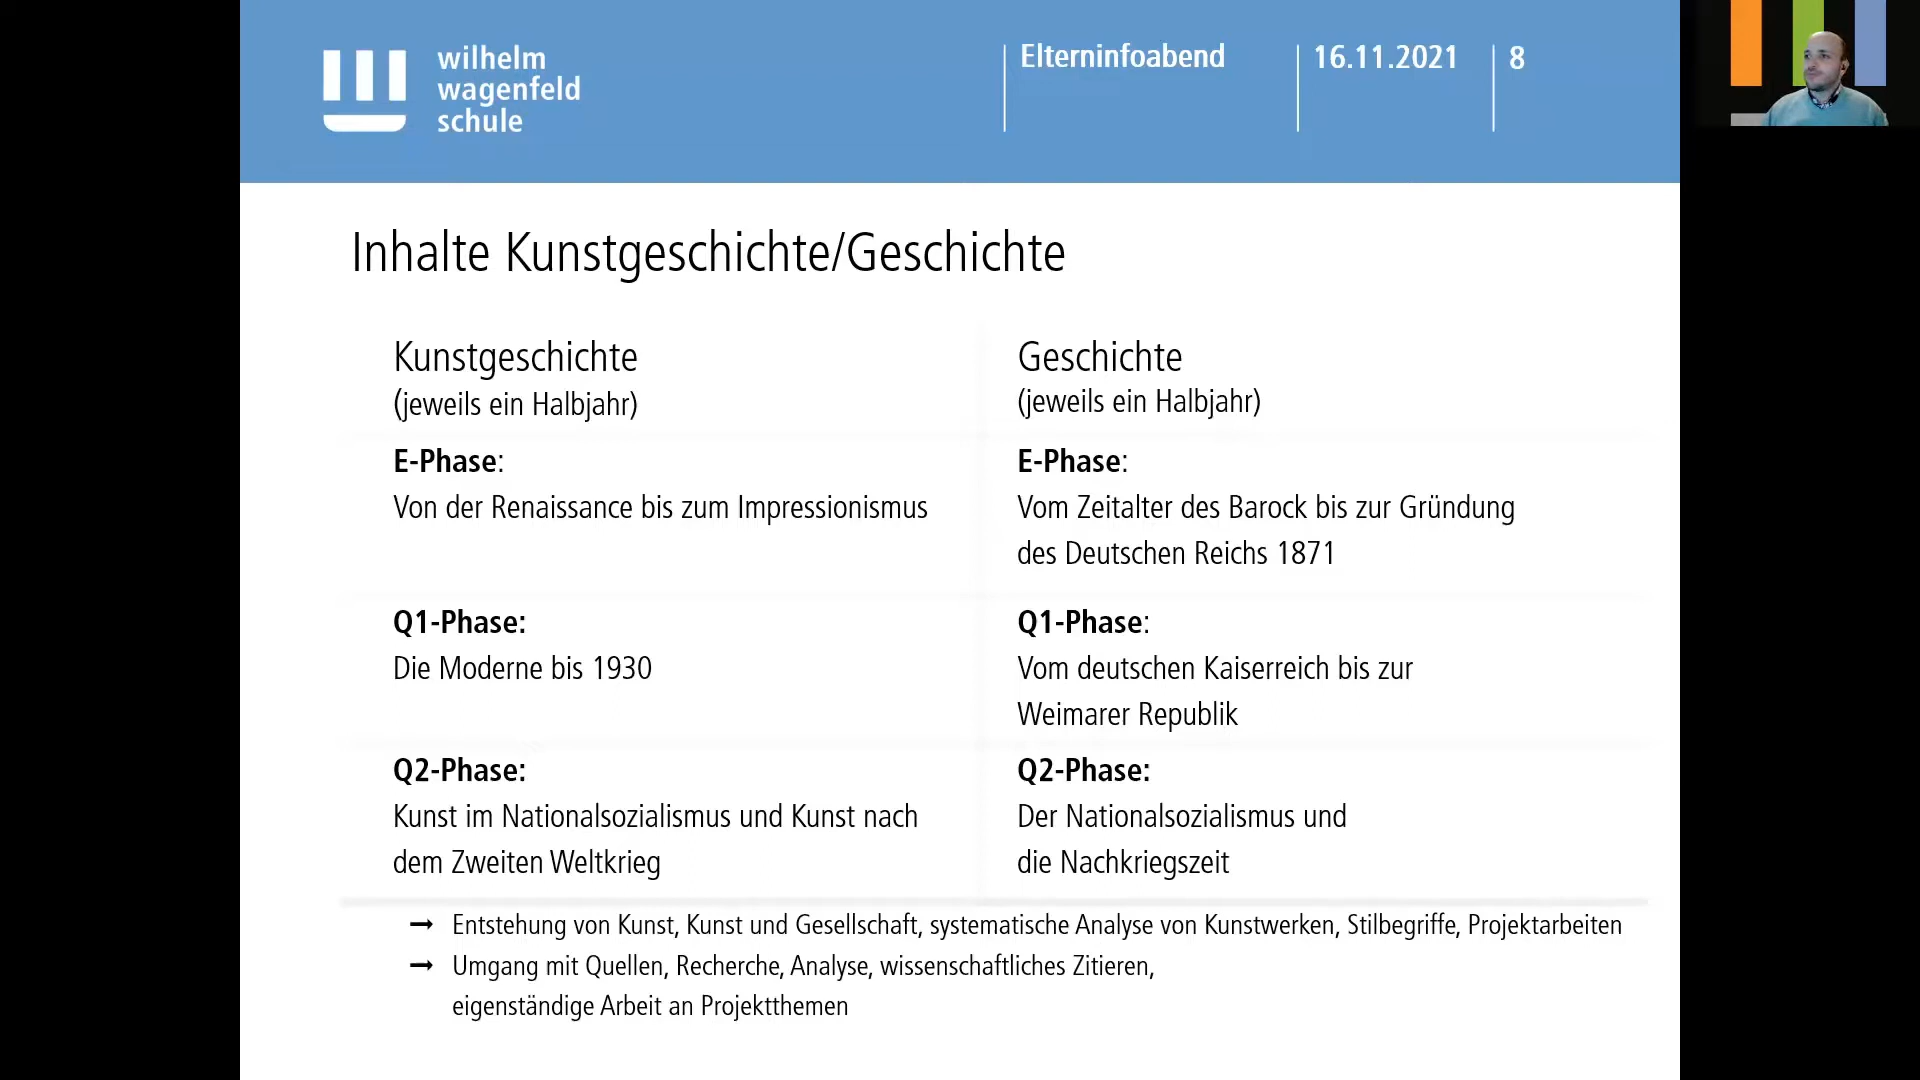 wilhelm
wagenfeld
schule
Elterninfoabend
16.11.2021
8
Inhalte Kunstgeschichte/Geschichte
Kunstgeschichte
(jeweils ein Halbjahr)
E-Phase:
Von der Renaissance bis zum Impressionismus
Q1-Phase:
Die Moderne bis 1930
Q2-Phase:
Kunst im Nationalsozialismus und Kunst nach
dem Zweiten Weltkrieg
Geschichte
(jeweils ein Halbjahr)
E-Phase:
Vom Zeitalter des Barock bis zur Gründung
des Deutschen Reichs 1871
Q1-Phase:
Vom deutschen Kaiserreich bis zur
Weimarer Republik
Q2-Phase:
Der Nationalsozialismus und
die Nachkriegszeit
→ Entstehung von Kunst, Kunst und Gesellschaft, systematische Analyse von Kunstwerken, Stilbegriffe, Projektarbeiten
→ Umgang mit Quellen, Recherche, Analyse, wissenschaftliches Zitieren,
eigenständige Arbeit an Projektthemen